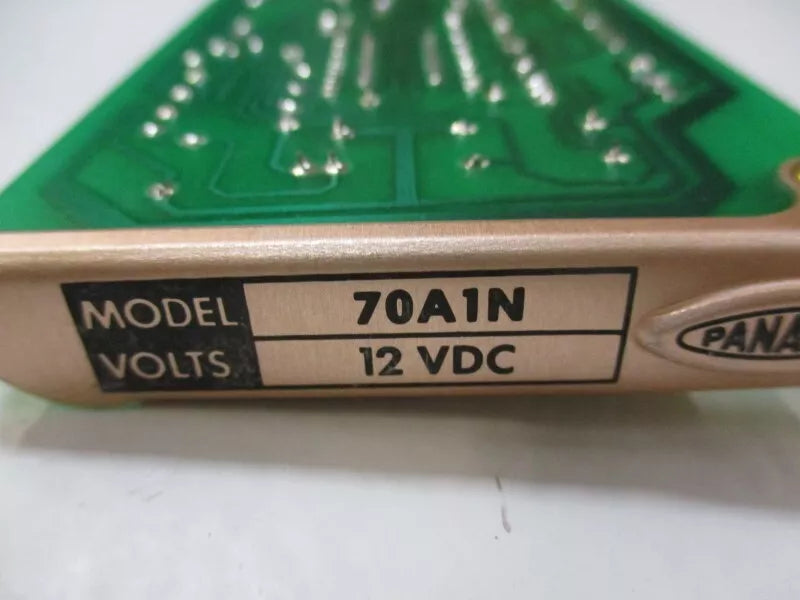 MODEL 70A1N
VOLTS 12 VDC
PANA